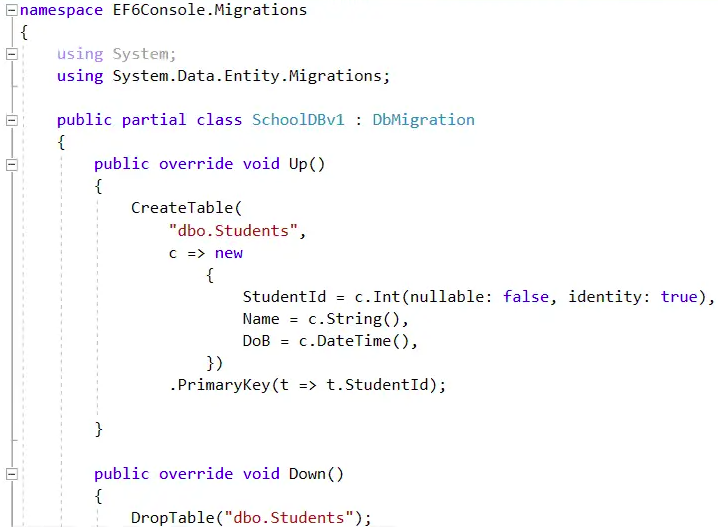 namespace EF6Console.Migrations
{
    using System;
    using System.Data.Entity.Migrations;

    public partial class SchoolDBv1 : DbMigration
    {
        public override void Up()
        {
            CreateTable(
                "dbo.Students",
                c => new
                    {
                        StudentId = c.Int(nullable: false, identity: true),
                        Name = c.String(),
                        DoB = c.DateTime(),
                    })
                .PrimaryKey(t => t.StudentId);

        }

        public override void Down()
        {
            DropTable("dbo.Students");